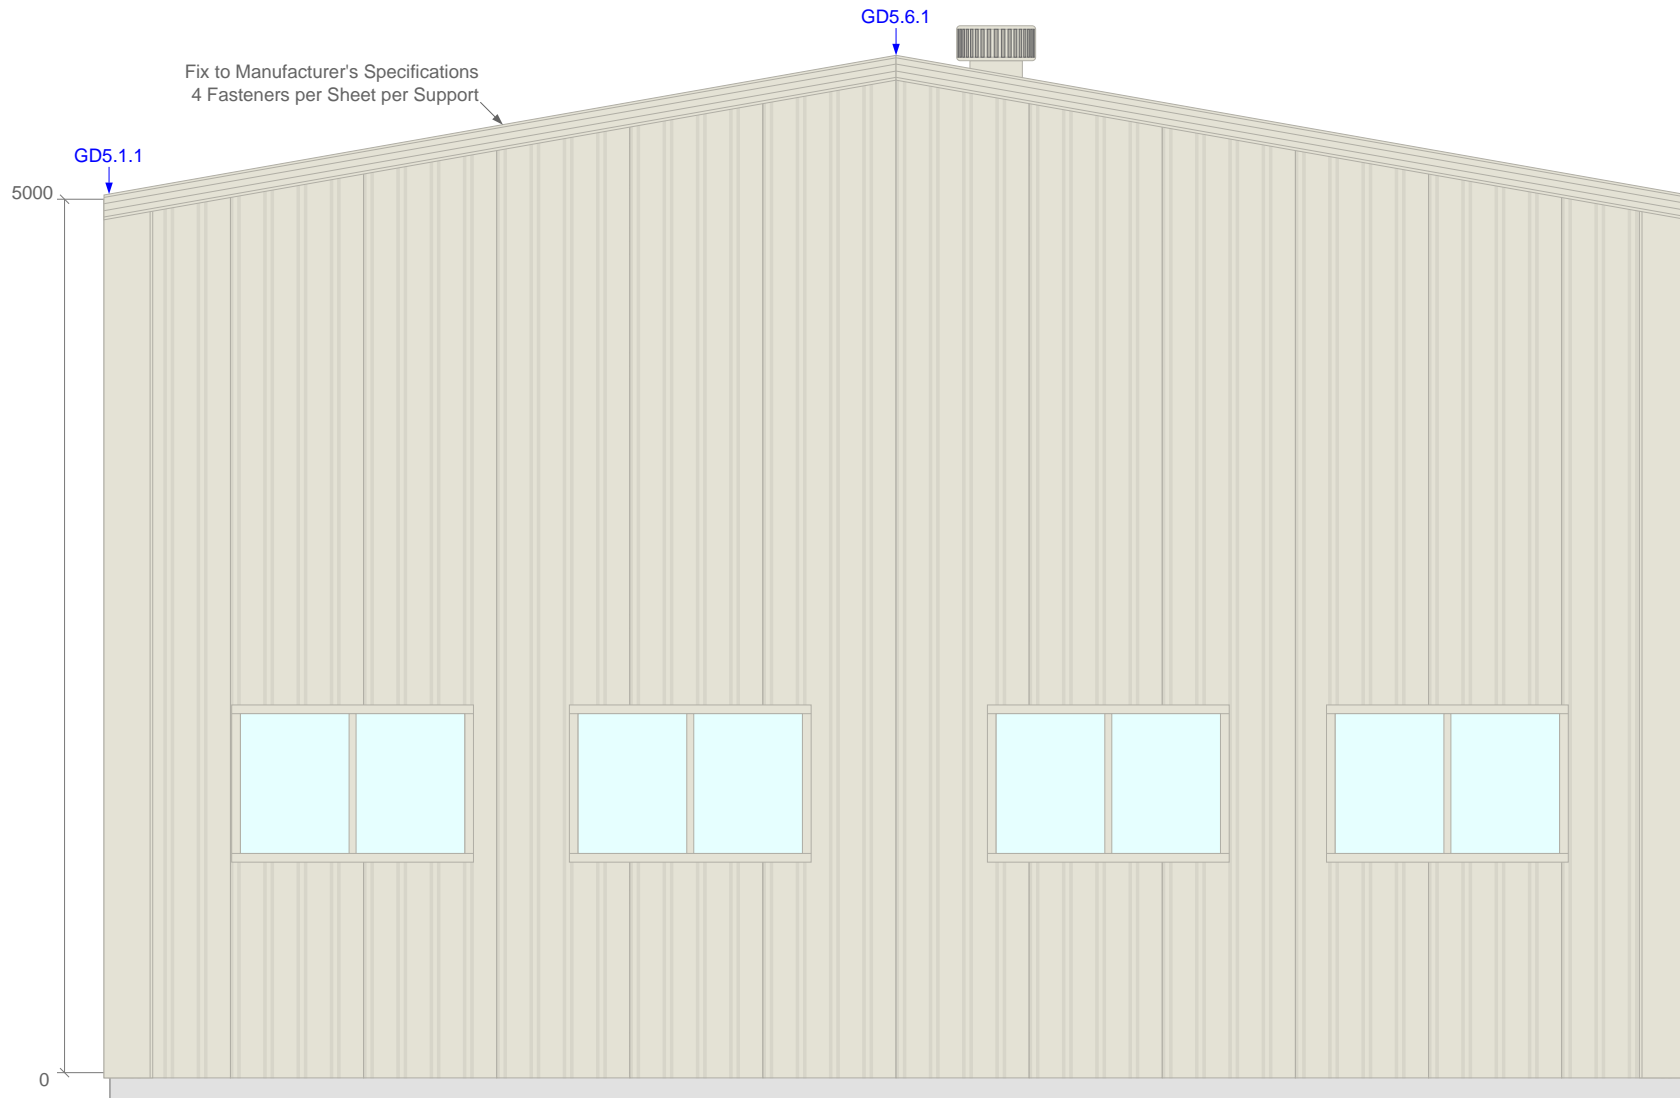 GD5.6.1
Fix to Manufacturer's Specifications
4 Fasteners per Sheet per Support
GD5.1.1
5000
0